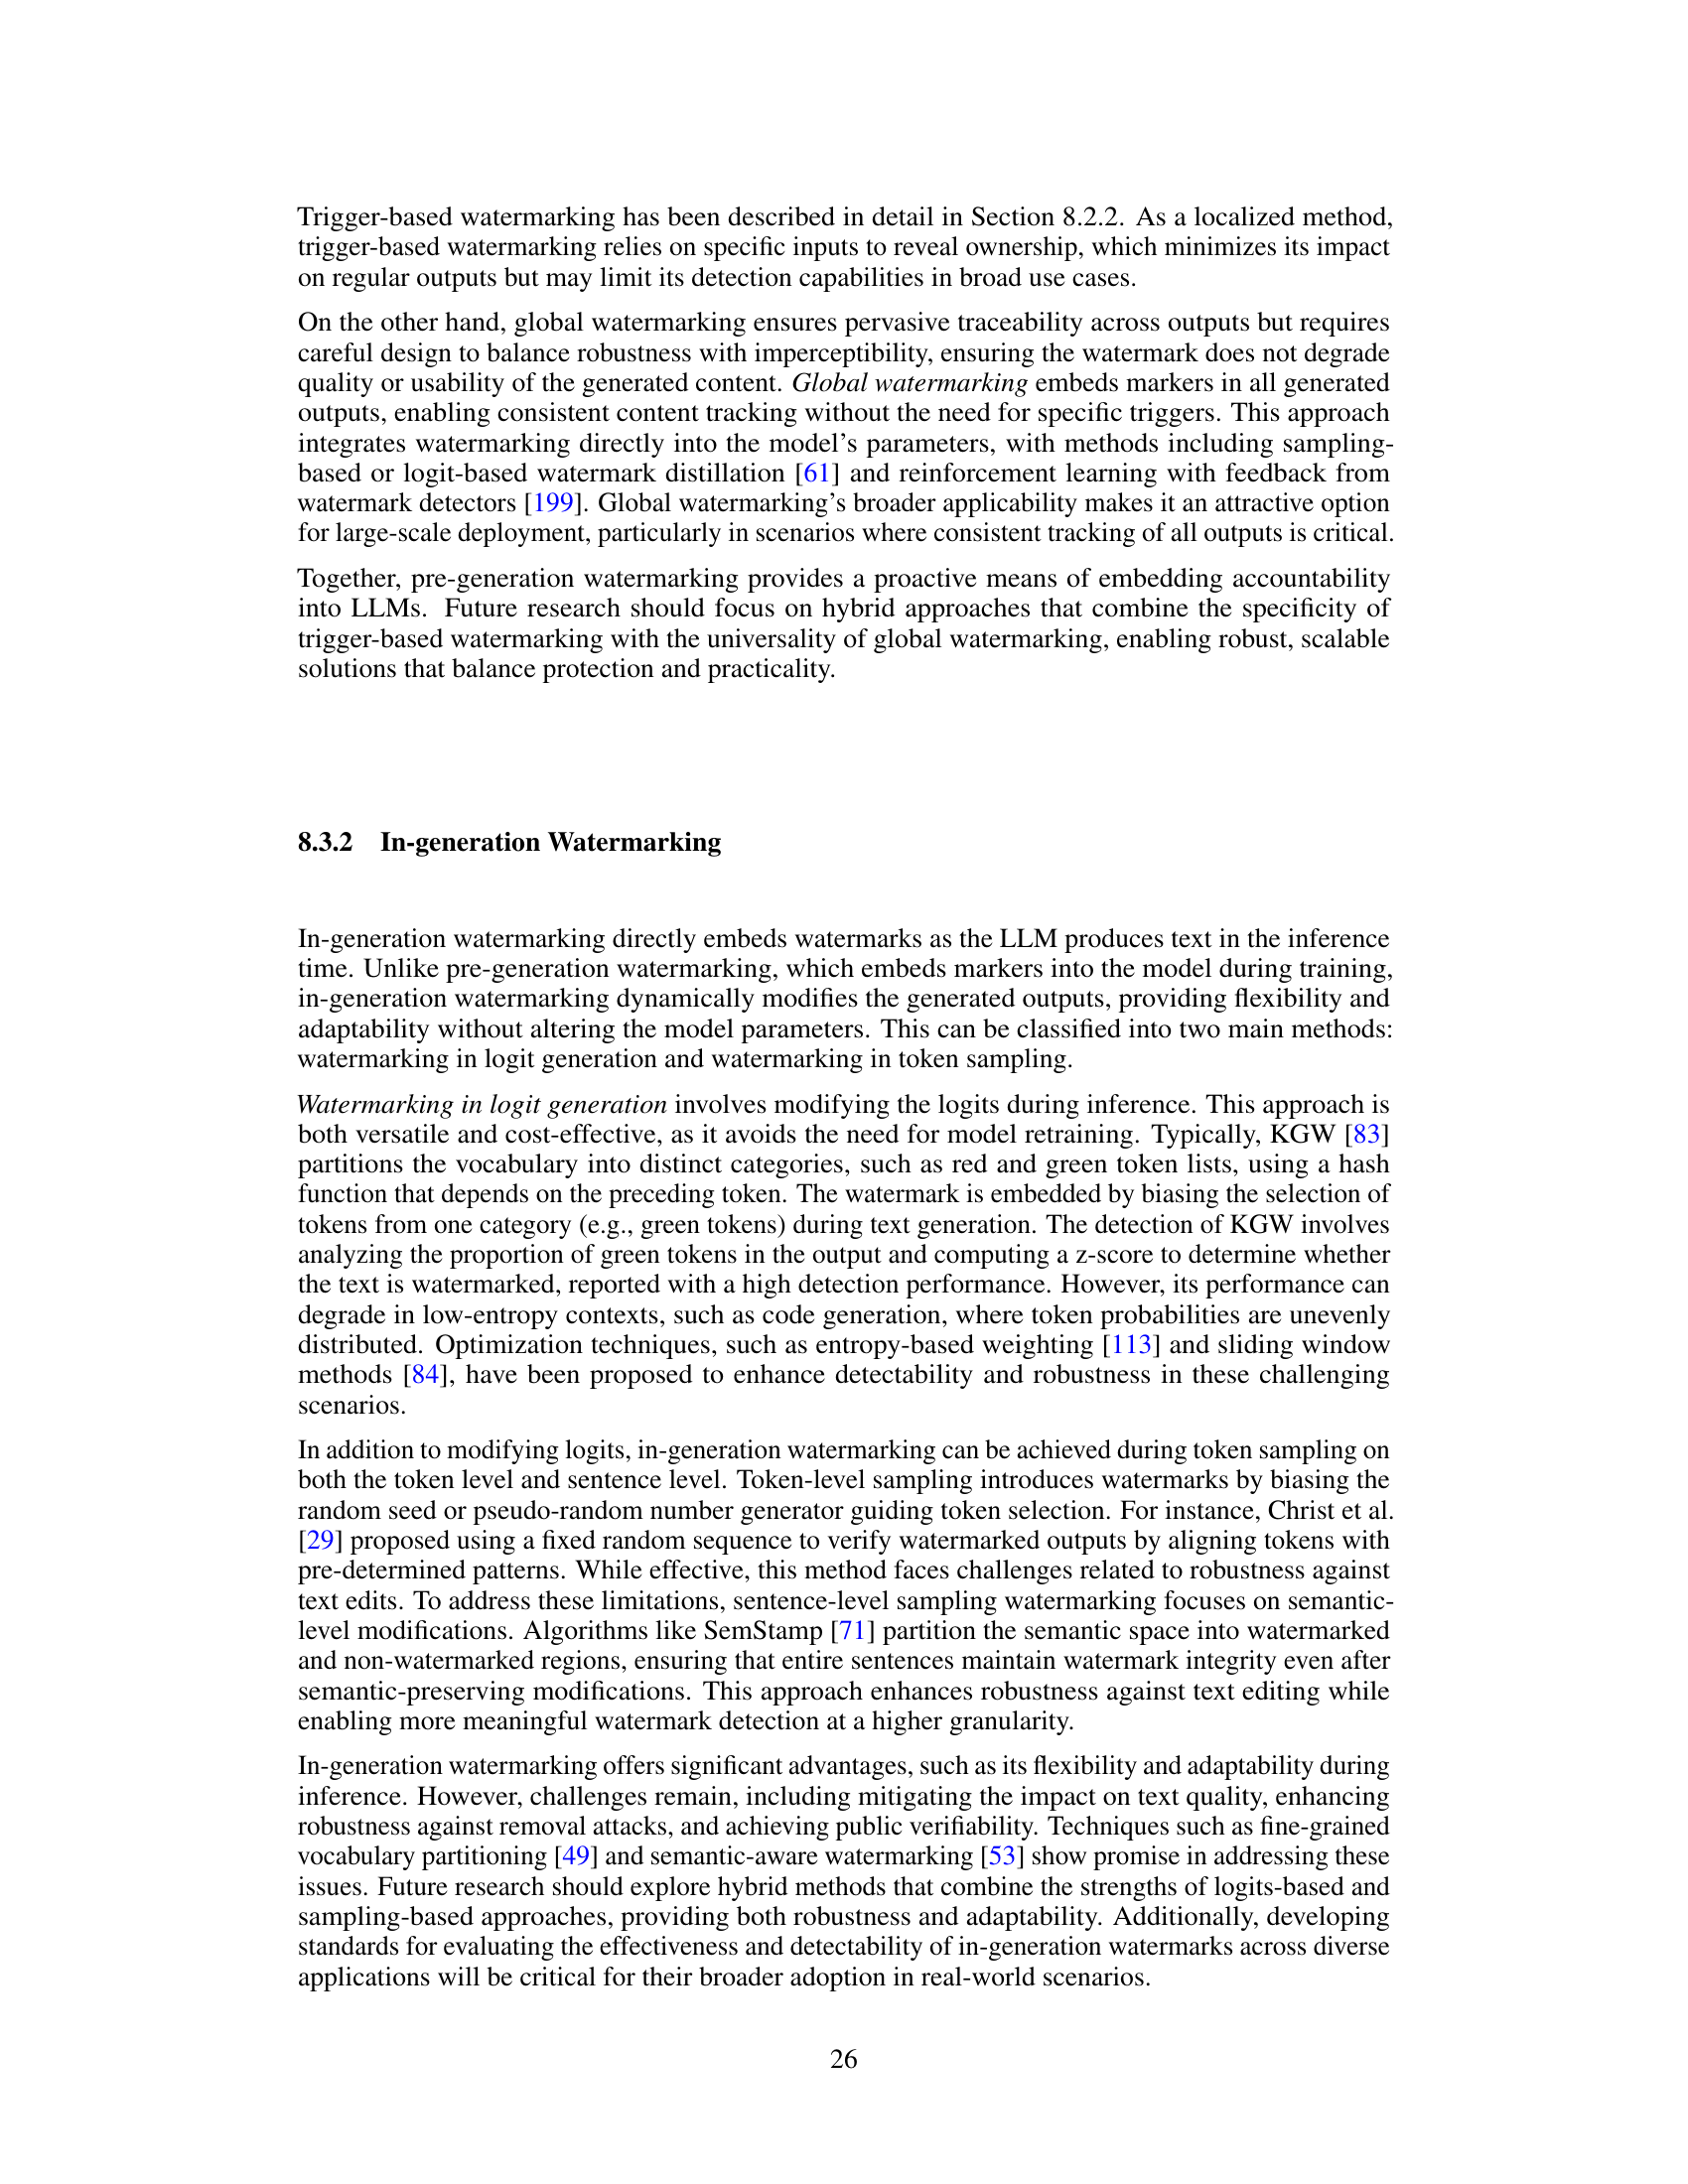 Trigger-based watermarking has been described in detail in Section 8.2.2. As a localized method,
trigger-based watermarking relies on specific inputs to reveal ownership, which minimizes its impact
on regular outputs but may limit its detection capabilities in broad use cases.
On the other hand, global watermarking ensures pervasive traceability across outputs but requires
careful design to balance robustness with imperceptibility, ensuring the watermark does not degrade
quality or usability of the generated content. Global watermarking embeds markers in all generated
outputs, enabling consistent content tracking without the need for specific triggers. This approach
integrates watermarking directly into the model's parameters, with methods including sampling-
based or logit-based watermark distillation [61] and reinforcement learning with feedback from
watermark detectors [199]. Global watermarking's broader applicability makes it an attractive option
for large-scale deployment, particularly in scenarios where consistent tracking of all outputs is critical.
Together, pre-generation watermarking provides a proactive means of embedding accountability
into LLMs. Future research should focus on hybrid approaches that combine the specificity of
trigger-based watermarking with the universality of global watermarking, enabling robust, scalable
solutions that balance protection and practicality.
8.3.2 In-generation Watermarking
In-generation watermarking directly embeds watermarks as the LLM produces text in the inference
time. Unlike pre-generation watermarking, which embeds markers into the model during training,
in-generation watermarking dynamically modifies the generated outputs, providing flexibility and
adaptability without altering the model parameters. This can be classified into two main methods:
watermarking in logit generation and watermarking in token sampling.
Watermarking in logit generation involves modifying the logits during inference. This approach is
both versatile and cost-effective, as it avoids the need for model retraining. Typically, KGW [83]
partitions the vocabulary into distinct categories, such as red and green token lists, using a hash
function that depends on the preceding token. The watermark is embedded by biasing the selection of
tokens from one category (e.g., green tokens) during text generation. The detection of KGW involves
analyzing the proportion of green tokens in the output and computing a z-score to determine whether
the text is watermarked, reported with a high detection performance. However, its performance can
degrade in low-entropy contexts, such as code generation, where token probabilities are unevenly
distributed. Optimization techniques, such as entropy-based weighting [113] and sliding window
methods [84], have been proposed to enhance detectability and robustness in these challenging
scenarios.
In addition to modifying logits, in-generation watermarking can be achieved during token sampling on
both the token level and sentence level. Token-level sampling introduces watermarks by biasing the
random seed or pseudo-random number generator guiding token selection. For instance, Christ et al.
[29] proposed using a fixed random sequence to verify watermarked outputs by aligning tokens with
pre-determined patterns. While effective, this method faces challenges related to robustness against
text edits. To address these limitations, sentence-level sampling watermarking focuses on semantic-
level modifications. Algorithms like SemStamp [71] partition the semantic space into watermarked
and non-watermarked regions, ensuring that entire sentences maintain watermark integrity even after
semantic-preserving modifications. This approach enhances robustness against text editing while
enabling more meaningful watermark detection at a higher granularity.
In-generation watermarking offers significant advantages, such as its flexibility and adaptability during
inference. However, challenges remain, including mitigating the impact on text quality, enhancing
robustness against removal attacks, and achieving public verifiability. Techniques such as fine-grained
vocabulary partitioning [49] and semantic-aware watermarking [53] show promise in addressing these
issues. Future research should explore hybrid methods that combine the strengths of logits-based and
sampling-based approaches, providing both robustness and adaptability. Additionally, developing
standards for evaluating the effectiveness and detectability of in-generation watermarks across diverse
applications will be critical for their broader adoption in real-world scenarios.
26